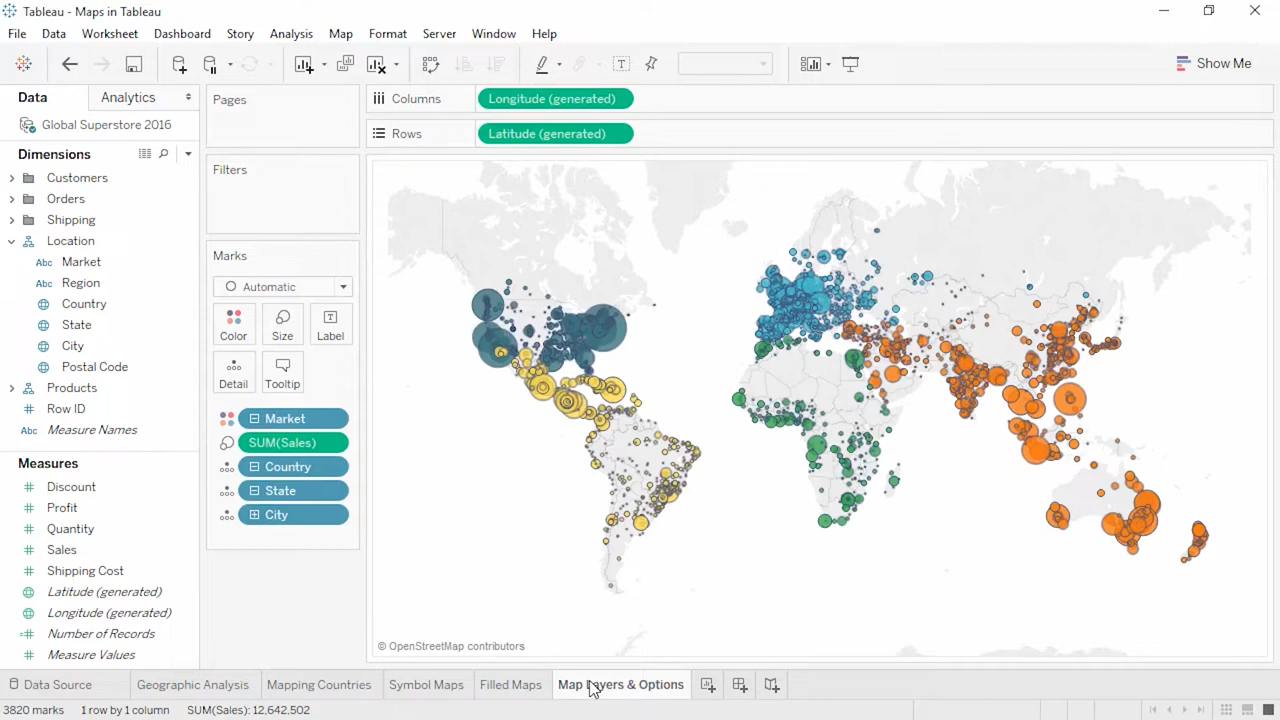 Tableau - Maps in Tableau
File Data Worksheet Dashboard Story Analysis Map Format Server Window Help
Show Me
Data Analytics
Global Superstore 2016
Dimensions
Customers
Orders
Shipping
Location
Abc Market
Abc Region
Country
State
City
Postal Code
Products
Row ID
Abc Measure Names
Measures
Discount
Profit
Quantity
Sales
Shipping Cost
Latitude (generated)
Longitude (generated)
Number of Records
Measure Values
Pages
Filters
Marks
Automatic
Color Size Label
Detail Tooltip
Market
SUM(Sales)
Country
State
City
Columns Longitude (generated)
Rows Latitude (generated)
© OpenStreetMap contributors
Data Source Geographic Analysis Mapping Countries Symbol Maps Filled Maps Map Layers & Options
3820 marks 1 row by 1 column SUM(Sales): 12,642,502